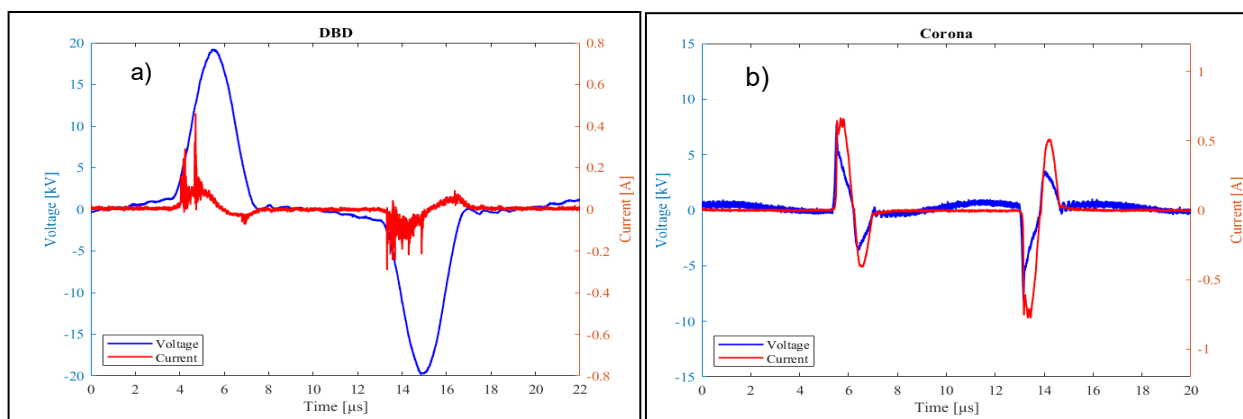 DBD
a)
20
15
10
5
0
-5
-10
-15
-20
Voltage [kV]
0.8
0.6
0.4
0.2
0
-0.2
-0.4
-0.6
-0.8
Current [A]
Voltage
Current
0 2 4 6 8 10 12 14 16 18 20 22
Time [µs]
Corona
b)
15
10
5
0
-5
-10
-15
Voltage [kV]
1
0.5
0
-0.5
-1
Current [A]
Voltage
Current
0 2 4 6 8 10 12 14 16 18 20
Time [µs]